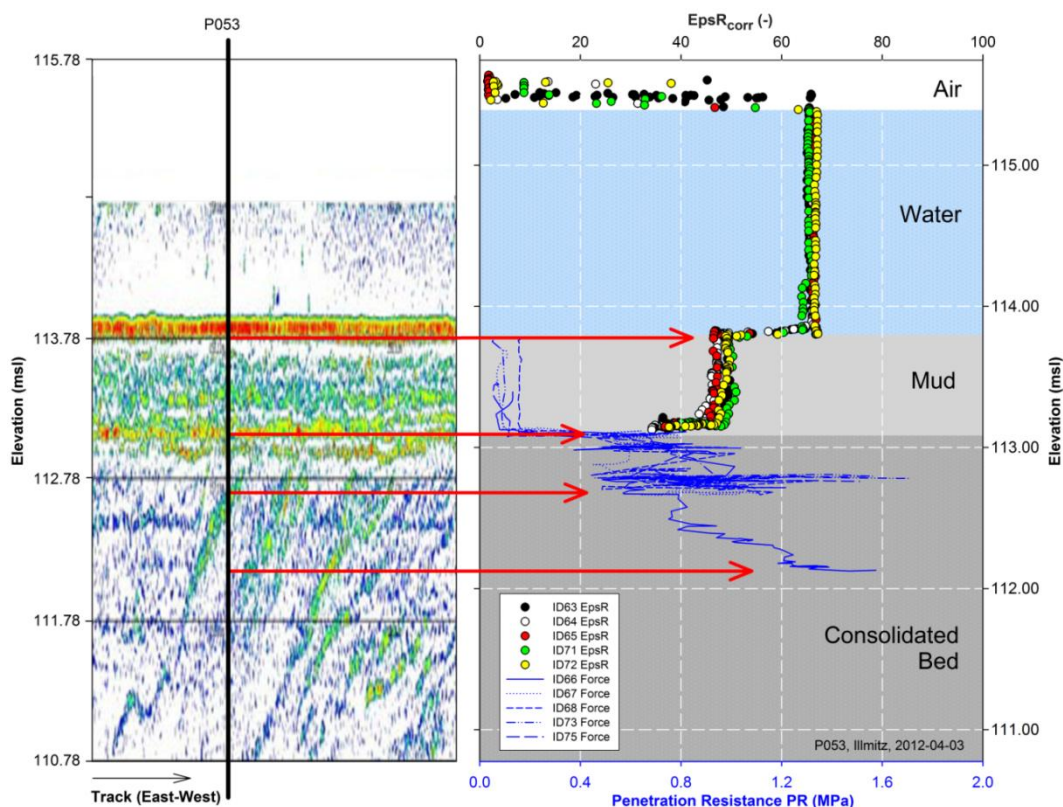 P053
EpsRcorr (-)
0 20 40 60 80 100
115.78
113.78
112.78
111.78
110.78
Elevation (msl)
Track (East-West)
Air
Water
Mud
Consolidated
Bed
115.00
114.00
113.00
112.00
111.00
Elevation (msl)
ID63 EpsR
ID64 EpsR
ID65 EpsR
ID71 EpsR
ID72 EpsR
ID66 Force
ID67 Force
ID68 Force
ID73 Force
ID75 Force
P053, Illmitz, 2012-04-03
0.0 0.4 0.8 1.2 1.6 2.0
Penetration Resistance PR (MPa)